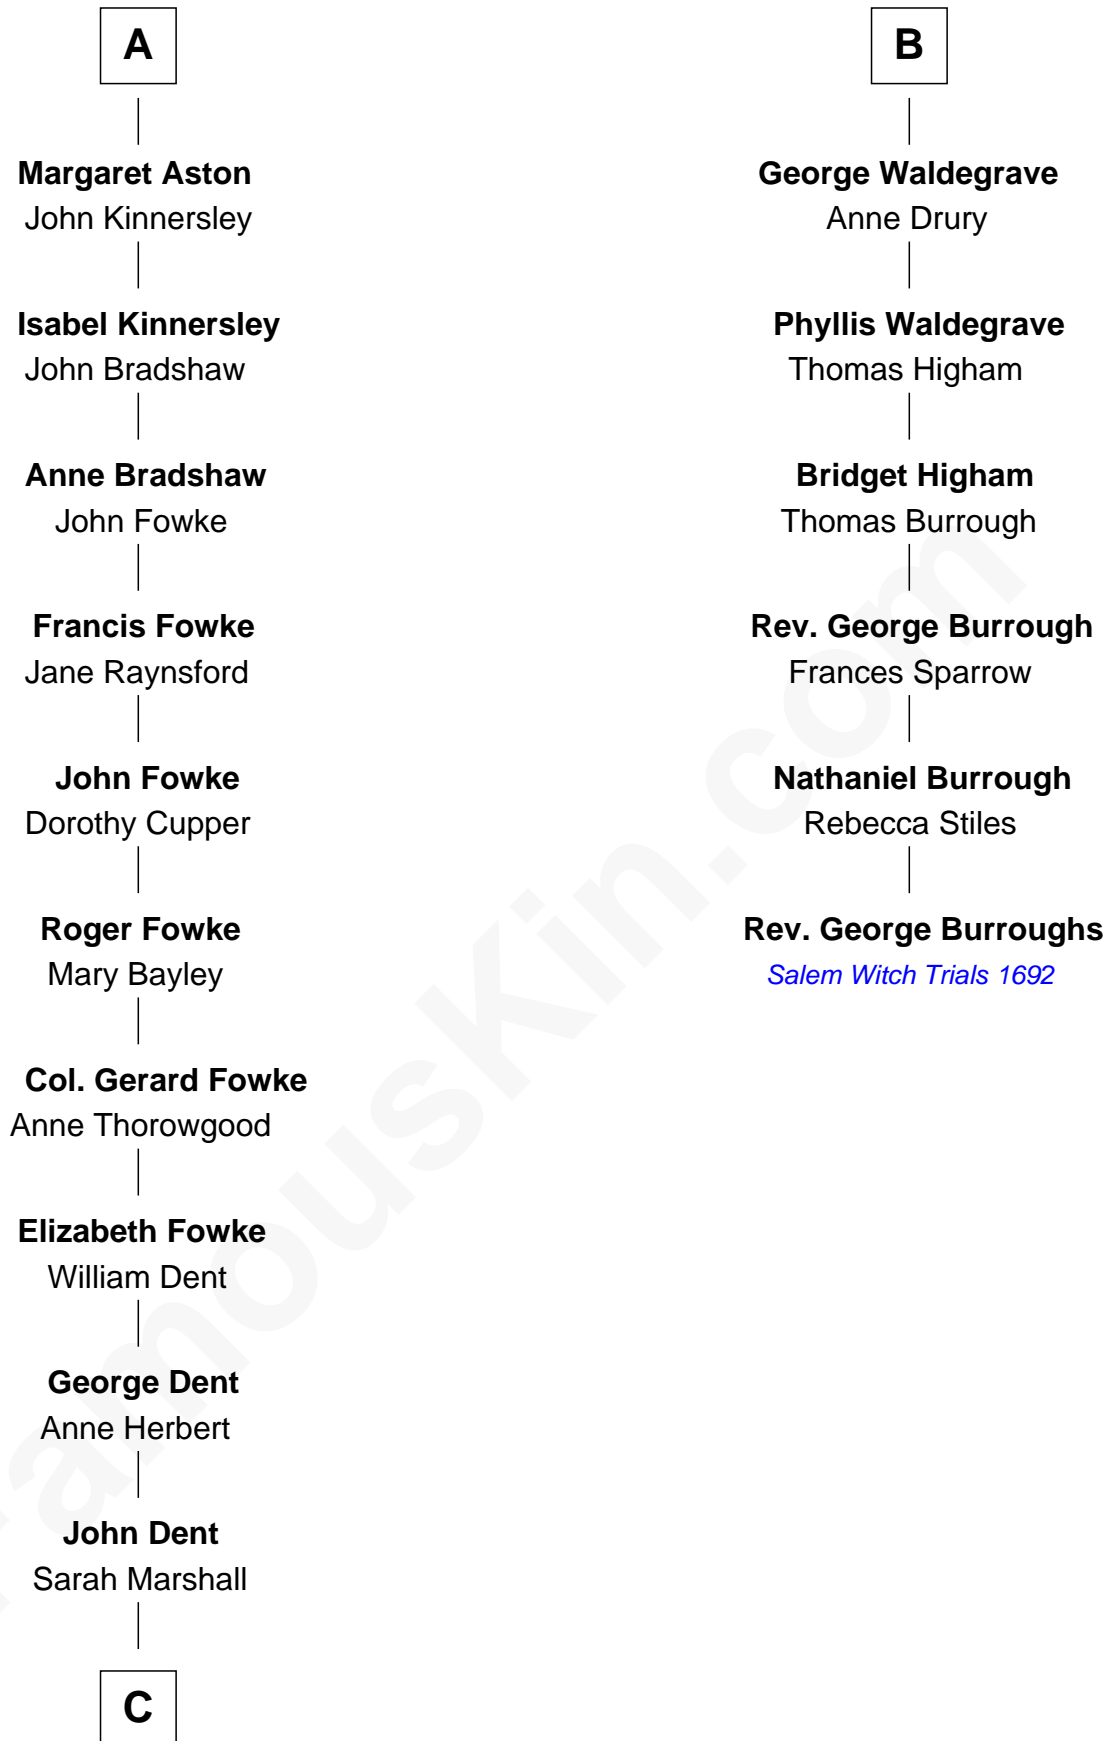 A
Margaret Aston
John Kinnersley
Isabel Kinnersley
John Bradshaw
Anne Bradshaw
John Fowke
Francis Fowke
Jane Raynsford
John Fowke
Dorothy Cupper
Roger Fowke
Mary Bayley
Col. Gerard Fowke
Anne Thorowgood
Elizabeth Fowke
William Dent
George Dent
Anne Herbert
John Dent
Sarah Marshall
C
B
George Waldegrave
Anne Drury
Phyllis Waldegrave
Thomas Higham
Bridget Higham
Thomas Burrough
Rev. George Burrough
Frances Sparrow
Nathaniel Burrough
Rebecca Stiles
Rev. George Burroughs
Salem Witch Trials 1692
FamousKin.com